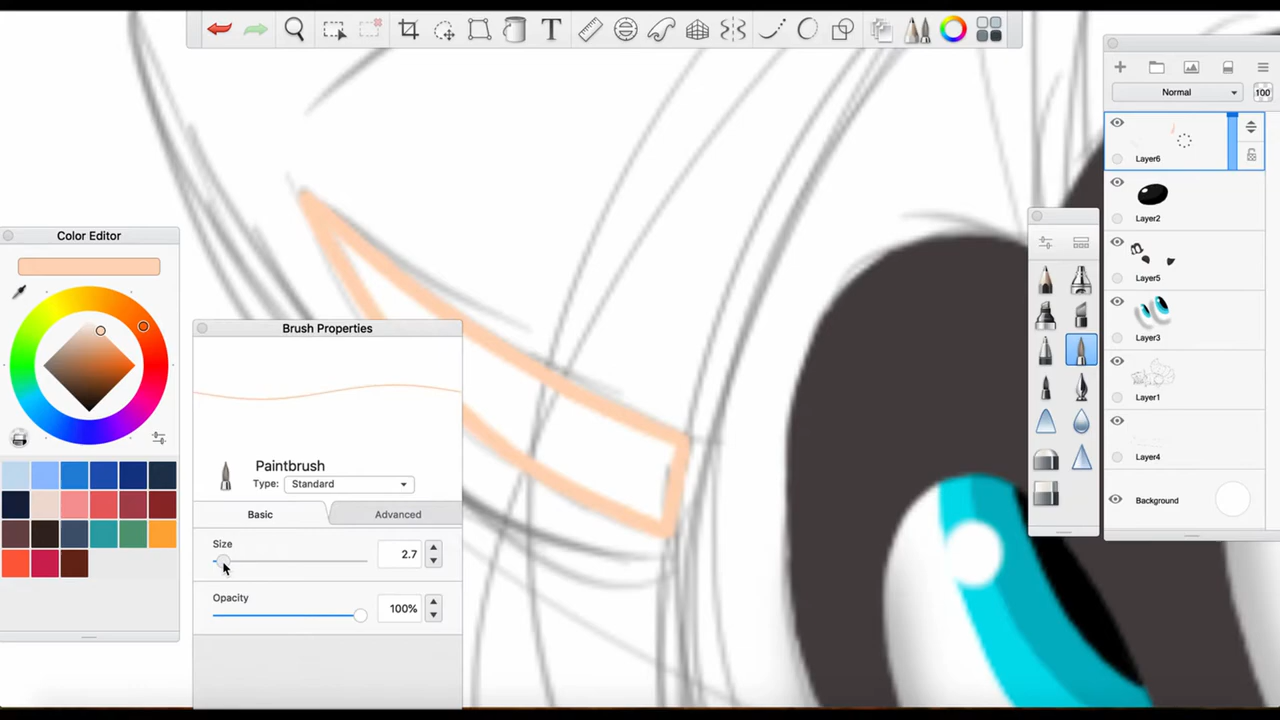 T
Normal
100
Layer6
Layer2
Color Editor
Layer5
Brush Properties
Layer3
Layer1
Paintbrush
Layer4
Type: Standard
Basic
Advanced
Background
Size
2.7
Opacity
100%